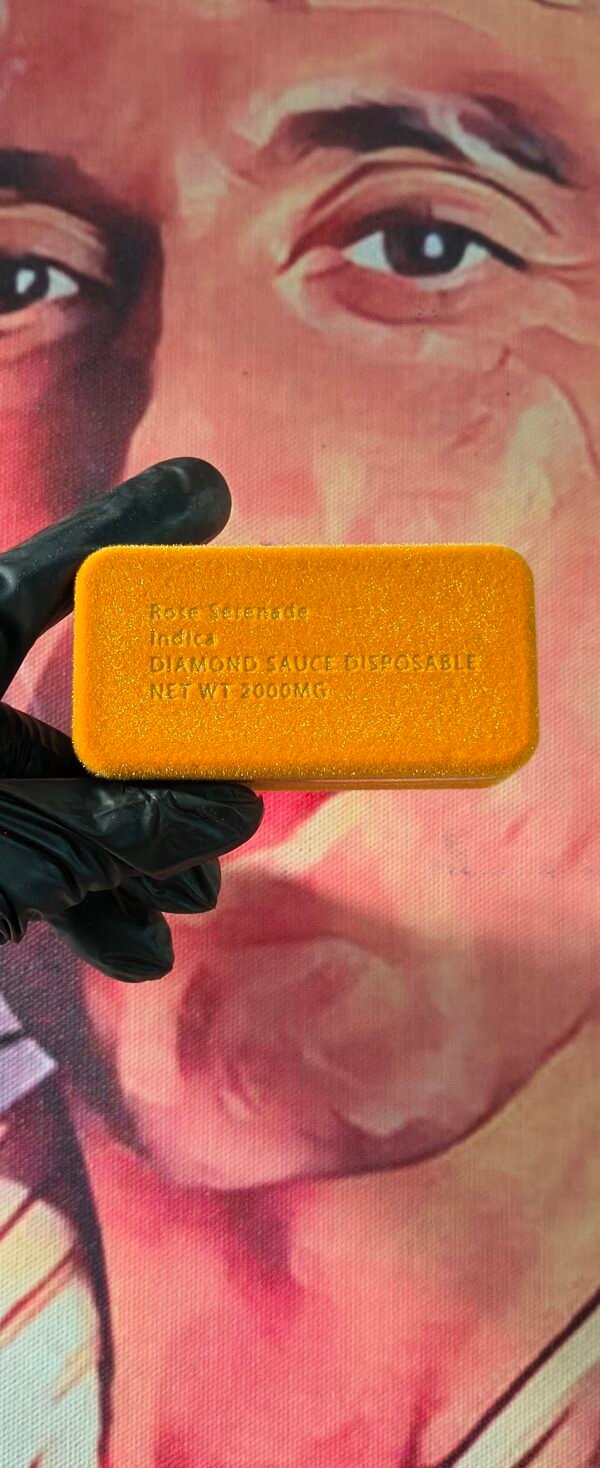 Rose Serenade
Indica
DIAMOND SAUCE DISPOSABLE
NET WT 2000MG